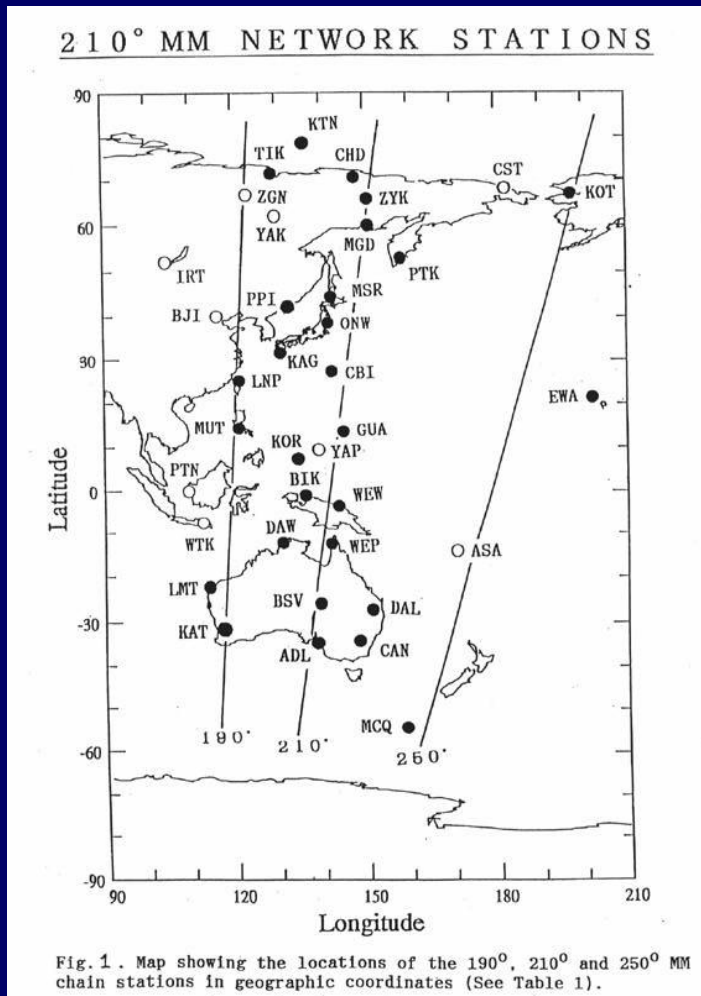 210° MM NETWORK STATIONS
90
KTN
TIK
CHD
CST
ZGN
ZYK
KOT
60
YAK
MGD
IRT
PTK
PPI
MSR
BJI
ONW
30
KAG
CBI
LNP
EWA
MUT
KOR
GUA
YAP
PTN
BIK
0
WEW
Latitude
WTK
DAW
WEP
ASA
LMT
BSV
DAL
-30
KAT
ADL
CAN
MCQ
190°
210°
250°
-60
-90
90 120 150 180 210
Longitude
Fig. 1. Map showing the locations of the 190°, 210° and 250° MM
chain stations in geographic coordinates (See Table 1).